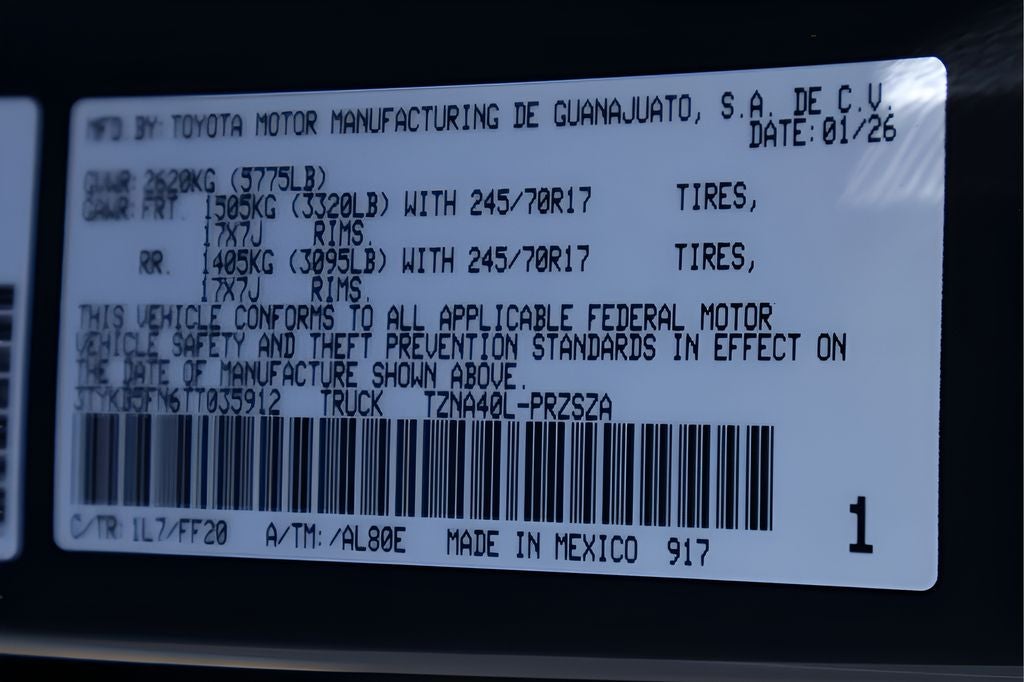 MFD BY: TOYOTA MOTOR MANUFACTURING DE GUANAJUATO, S.A. DE C.V.
DATE: 01/26
GVWR: 2620KG (5775LB)
GAWR: FRT. 1505KG (3320LB) WITH 245/70R17 TIRES,
17X7J RIMS.
RR. 1405KG (3095LB) WITH 245/70R17 TIRES,
17X7J RIMS.
THIS VEHICLE CONFORMS TO ALL APPLICABLE FEDERAL MOTOR
VEHICLE SAFETY AND THEFT PREVENTION STANDARDS IN EFFECT ON
THE DATE OF MANUFACTURE SHOWN ABOVE.
3TYKB5FN6TT035912 TRUCK TZNA40L-PRZSZA
C/TR: 1L7/FF20 A/TM: /AL80E MADE IN MEXICO 917
1